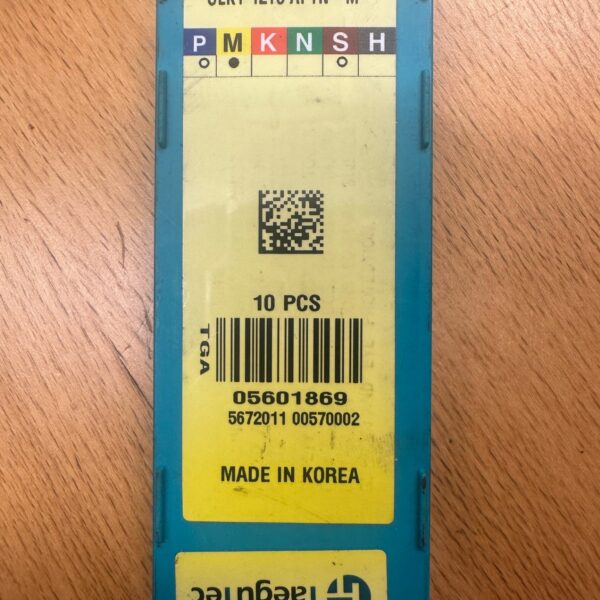 P M K N S H
10 PCS
TGA
05601869
5672011 00570002
MADE IN KOREA
TaeguTec